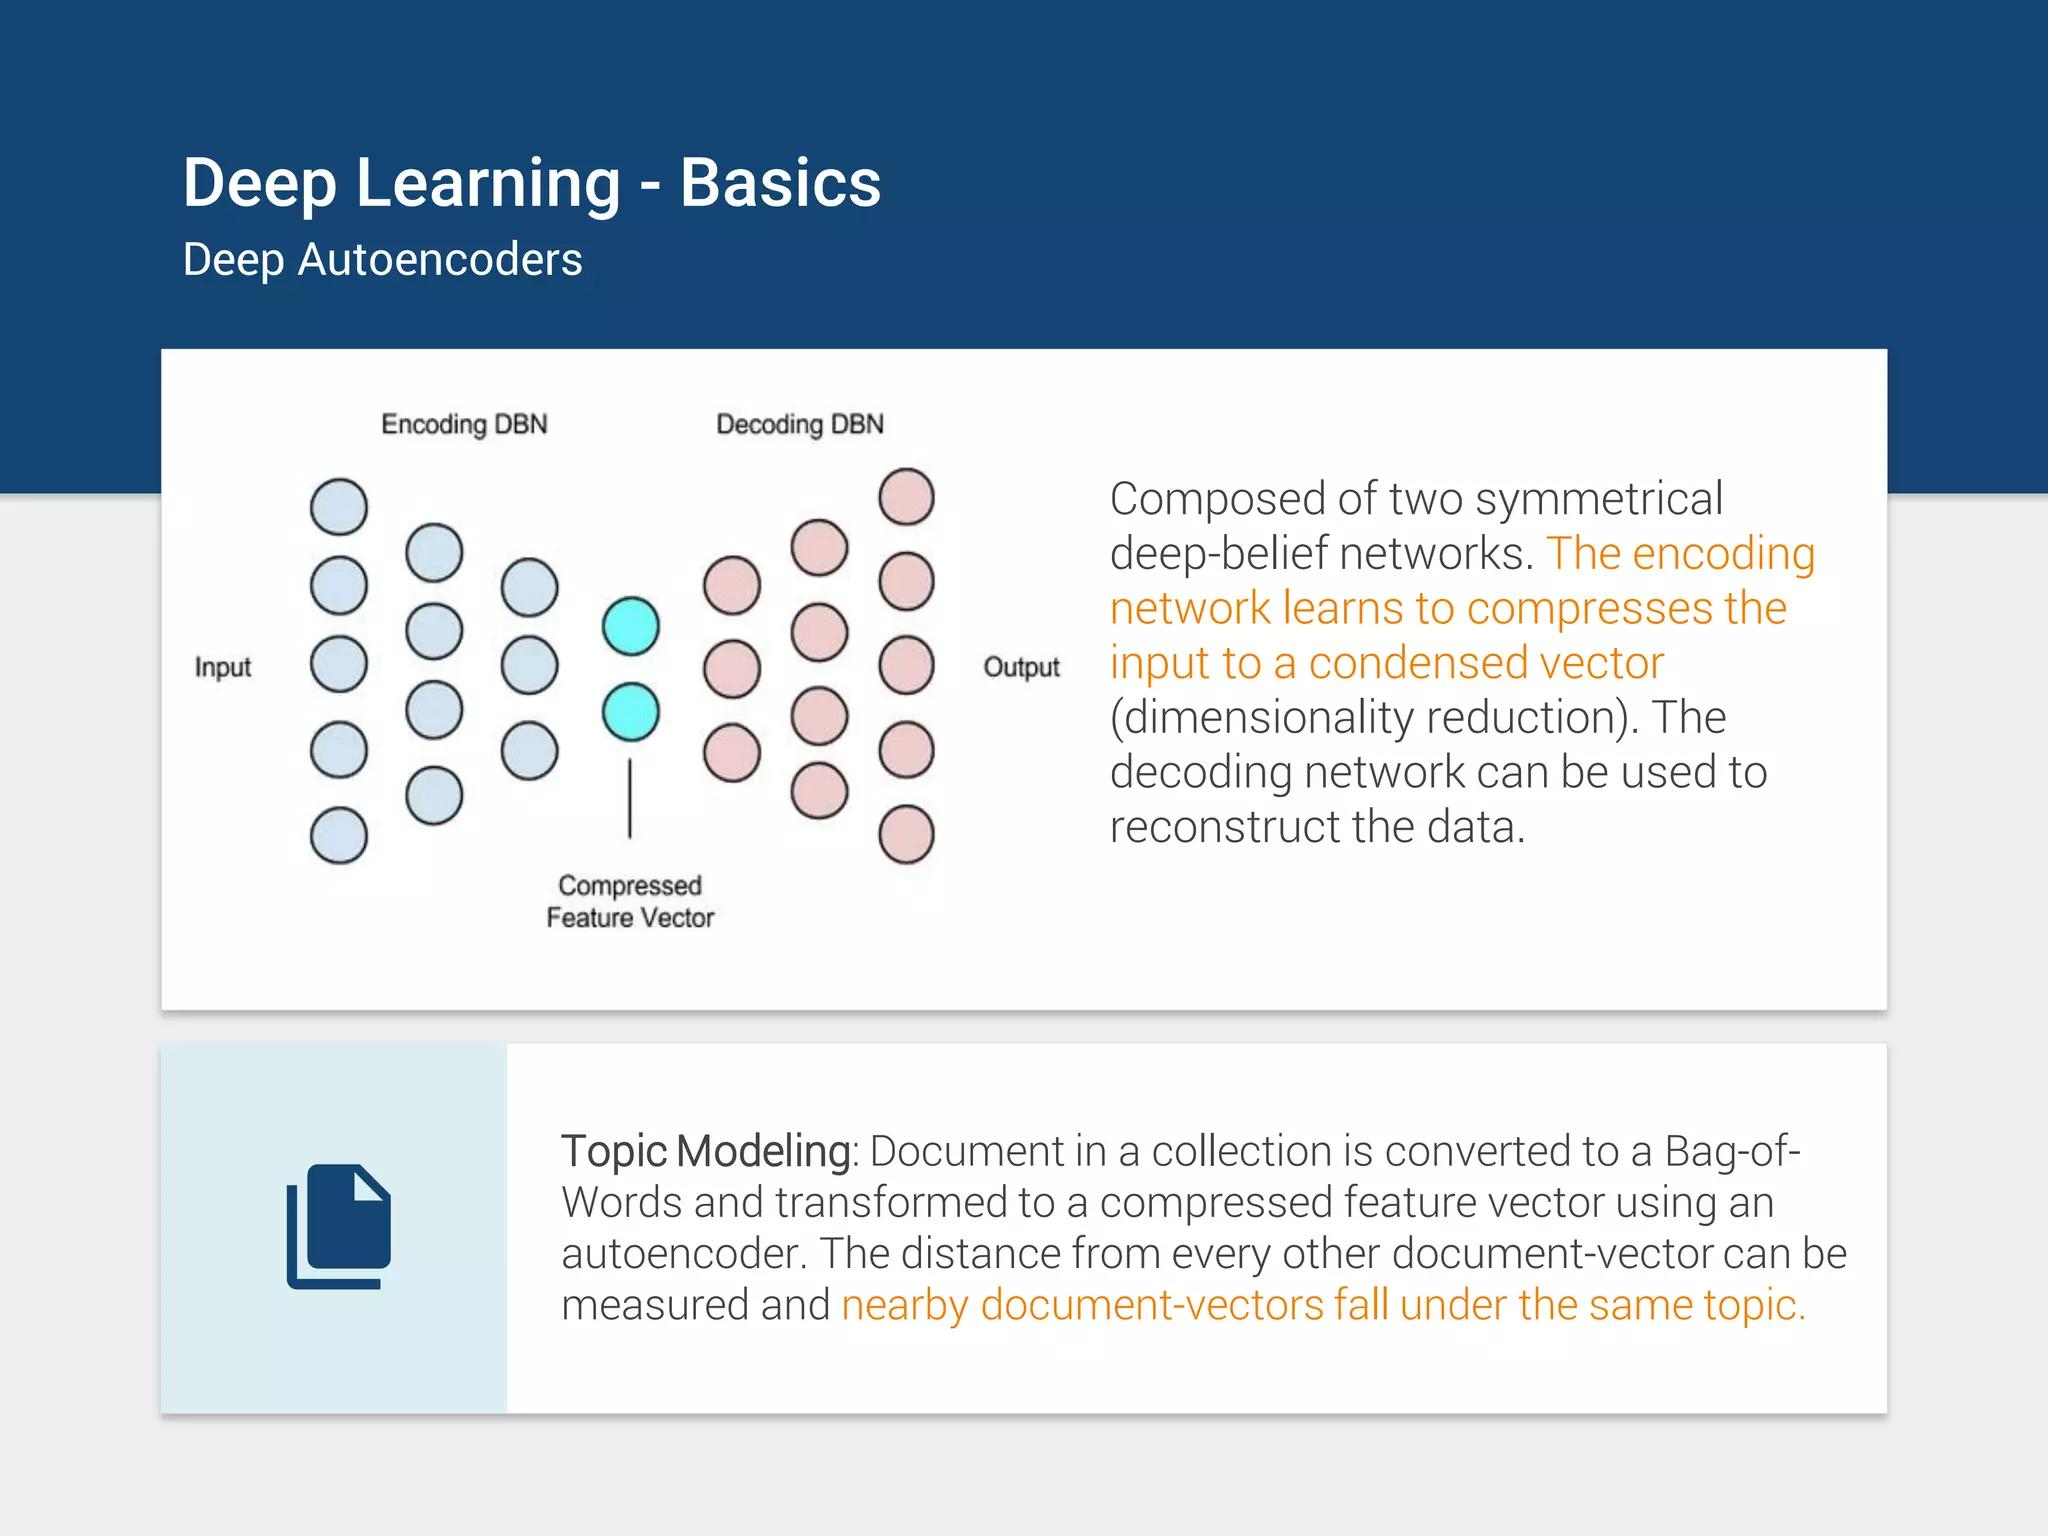 Deep Learning - Basics
Deep Autoencoders
Encoding DBN
Decoding DBN
Input
Output
Compressed
Feature Vector
Composed of two symmetrical
deep-belief networks. The encoding
network learns to compresses the
input to a condensed vector
(dimensionality reduction). The
decoding network can be used to
reconstruct the data.
Topic Modeling: Document in a collection is converted to a Bag-of-
Words and transformed to a compressed feature vector using an
autoencoder. The distance from every other document-vector can be
measured and nearby document-vectors fall under the same topic.